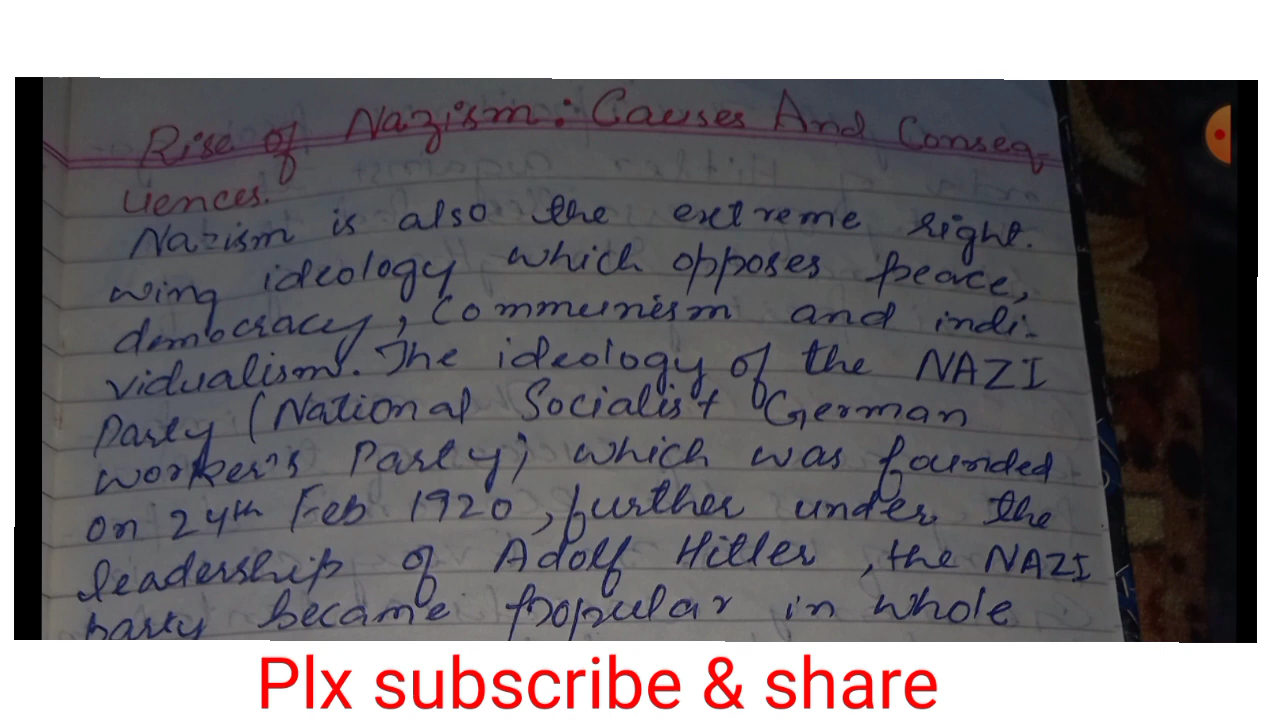 Rise of Nazism : Causes And Conseq-
uences.
Nazism is also the extreme right.
wing ideology which opposes peace,
democracy, Communism and indi-
vidualism. The ideology of the NAZI
Party (National Socialist German
worker's Party) which was founded
on 24th Feb 1920, further under the
leadership of Adolf Hitler, the NAZI
party became popular in whole
Plx subscribe & share